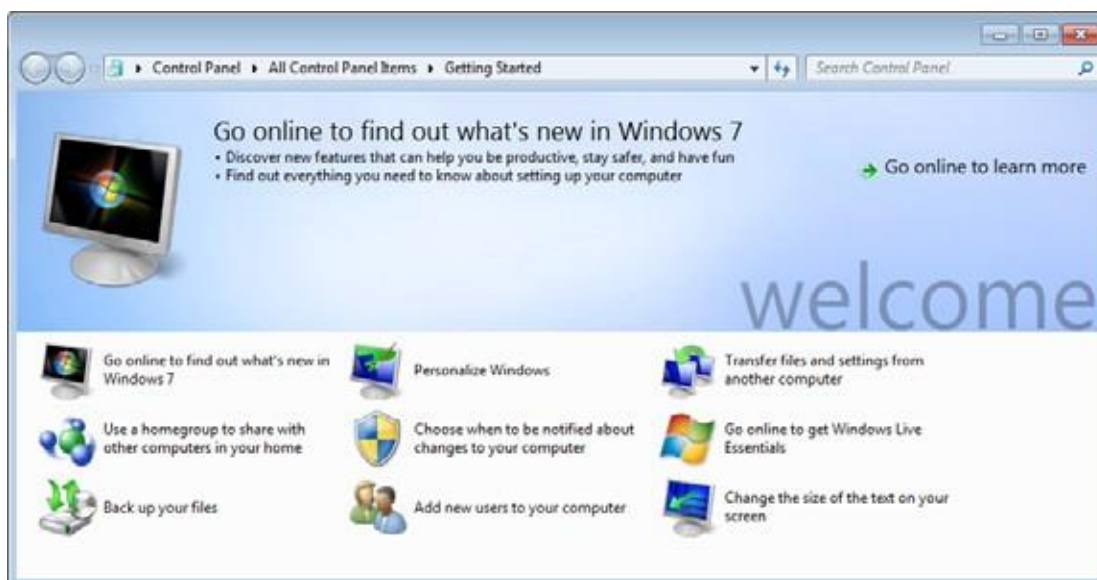 Control Panel ▸ All Control Panel Items ▸ Getting Started
Search Control Panel
Go online to find out what's new in Windows 7
• Discover new features that can help you be productive, stay safer, and have fun
• Find out everything you need to know about setting up your computer
Go online to learn more
welcome
Go online to find out what's new in
Windows 7
Personalize Windows
Transfer files and settings from
another computer
Use a homegroup to share with
other computers in your home
Choose when to be notified about
changes to your computer
Go online to get Windows Live
Essentials
Back up your files
Add new users to your computer
Change the size of the text on your
screen